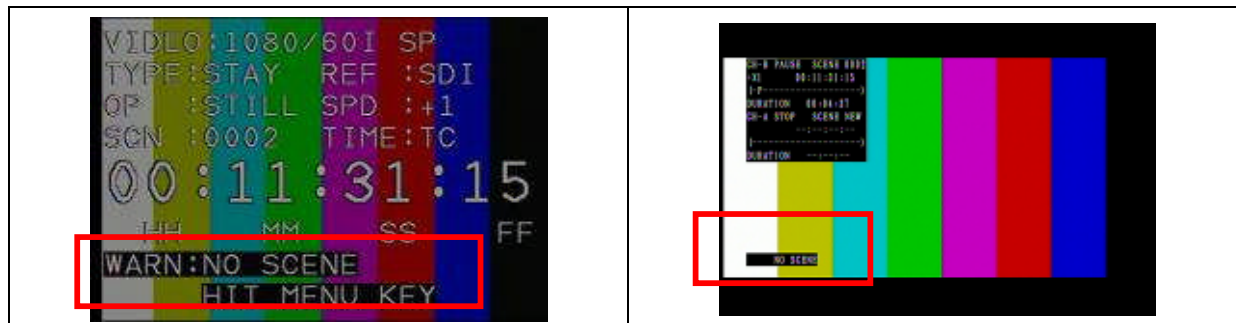 VIDEO:1080/60I SP
TYPE:STAY REF :SDI
OP :STILL SPD :+1
SCN :0002 TIME:TC
00:11:31:15
HH MM SS FF
WARN:NO SCENE
HIT MENU KEY
CH-B PAUSE SCENE 0002
+X1 00:11:31:15
DURATION 00:04:37
CH-A STOP SCENE NEW
--:--:--:--
DURATION --:--:--
NO SCENE